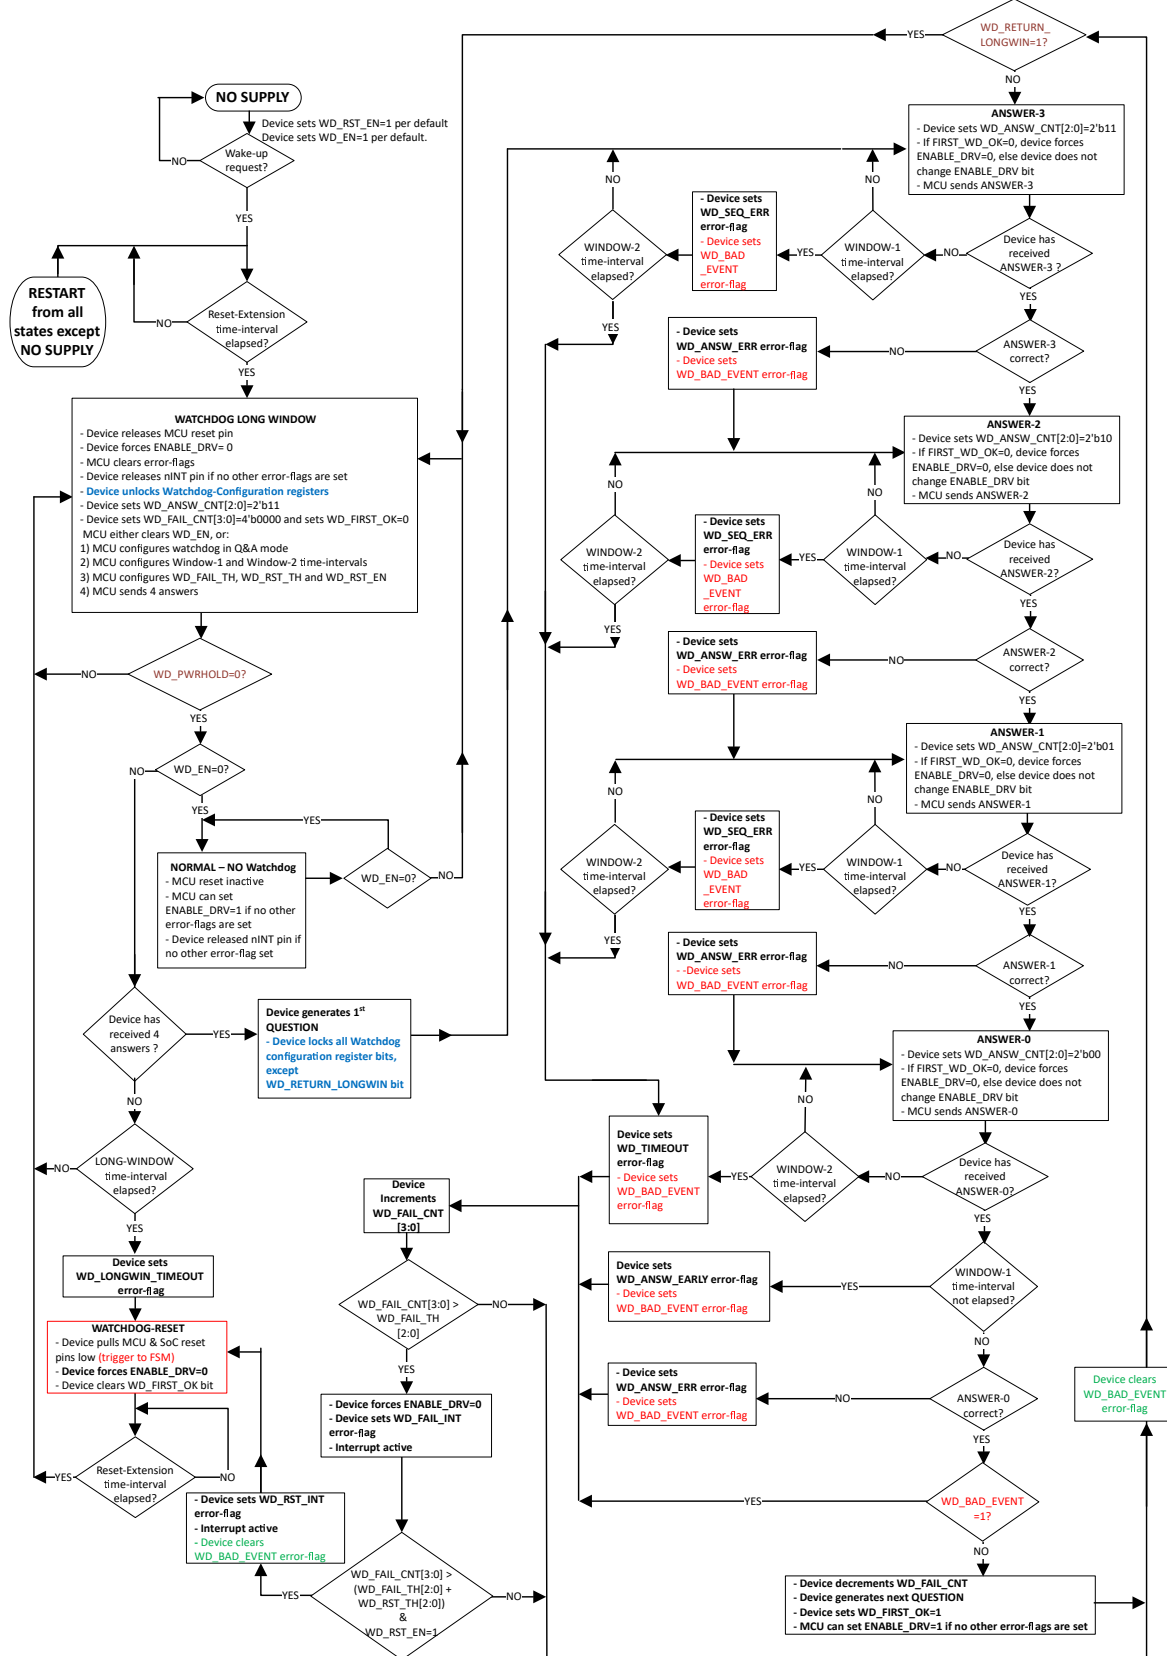 WD_RETURN_
LONGWIN=1?
YES
NO
NO SUPPLY
Device sets WD_RST_EN=1 per default
Device sets WD_EN=1 per default.
Wake-up
request?
NO
YES
RESTART
from all
states except
NO SUPPLY
Reset-Extension
time-interval
elapsed?
NO
YES
WATCHDOG LONG WINDOW
- Device releases MCU reset pin
- Device forces ENABLE_DRV= 0
- MCU clears error-flags
- Device releases nINT pin if no other error-flags are set
- Device unlocks Watchdog-Configuration registers
- Device sets WD_ANSW_CNT[2:0]=2'b11
- Device sets WD_FAIL_CNT[3:0]=4'b0000 and sets WD_FIRST_OK=0
MCU either clears WD_EN, or:
1) MCU configures watchdog in Q&A mode
2) MCU configures Window-1 and Window-2 time-intervals
3) MCU configures WD_FAIL_TH, WD_RST_TH and WD_RST_EN
4) MCU sends 4 answers
WD_PWRHOLD=0?
NO
YES
WD_EN=0?
NO
YES
YES
NORMAL – NO Watchdog
- MCU reset inactive
- MCU can set
ENABLE_DRV=1 if no other
error-flags are set
- Device released nINT pin if
no other error-flag set
WD_EN=0?
NO
Device has
received 4
answers ?
YES
NO
Device generates 1st
QUESTION
- Device locks all Watchdog
configuration register bits,
except
WD_RETURN_LONGWIN bit
LONG-WINDOW
time-interval
elapsed?
NO
YES
Device sets
WD_LONGWIN_TIMEOUT
error-flag
WATCHDOG-RESET
- Device pulls MCU & SoC reset
pins low (trigger to FSM)
- Device forces ENABLE_DRV=0
- Device clears WD_FIRST_OK bit
Reset-Extension
time-interval
elapsed?
YES
NO
- Device sets WD_RST_INT
error-flag
- Interrupt active
- Device clears
WD_BAD_EVENT error-flag
Device
Increments
WD_FAIL_CNT
[3:0]
WD_FAIL_CNT[3:0] >
WD_FAIL_TH
[2:0]
NO
YES
- Device forces ENABLE_DRV=0
- Device sets WD_FAIL_INT
error-flag
- Interrupt active
WD_FAIL_CNT[3:0] >
(WD_FAIL_TH[2:0] +
WD_RST_TH[2:0])
&
WD_RST_EN=1
YES
NO
ANSWER-3
- Device sets WD_ANSW_CNT[2:0]=2'b11
- If FIRST_WD_OK=0, device forces
ENABLE_DRV=0, else device does not
change ENABLE_DRV bit
- MCU sends ANSWER-3
Device has
received
ANSWER-3 ?
NO
YES
WINDOW-1
time-interval
elapsed?
NO
YES
- Device sets
WD_SEQ_ERR
error-flag
- Device sets
WD_BAD
_EVENT
error-flag
WINDOW-2
time-interval
elapsed?
NO
YES
ANSWER-3
correct?
NO
YES
- Device sets
WD_ANSW_ERR error-flag
- Device sets
WD_BAD_EVENT error-flag
ANSWER-2
- Device sets WD_ANSW_CNT[2:0]=2'b10
- If FIRST_WD_OK=0, device forces
ENABLE_DRV=0, else device does not
change ENABLE_DRV bit
- MCU sends ANSWER-2
Device has
received
ANSWER-2?
NO
YES
WINDOW-1
time-interval
elapsed?
NO
YES
- Device sets
WD_SEQ_ERR
error-flag
- Device sets
WD_BAD
_EVENT
error-flag
WINDOW-2
time-interval
elapsed?
NO
YES
ANSWER-2
correct?
NO
YES
- Device sets
WD_ANSW_ERR error-flag
- Device sets
WD_BAD_EVENT error-flag
ANSWER-1
- Device sets WD_ANSW_CNT[2:0]=2'b01
- If FIRST_WD_OK=0, device forces
ENABLE_DRV=0, else device does not
change ENABLE_DRV bit
- MCU sends ANSWER-1
Device has
received
ANSWER-1?
NO
YES
WINDOW-1
time-interval
elapsed?
NO
YES
- Device sets
WD_SEQ_ERR
error-flag
- Device sets
WD_BAD
_EVENT
error-flag
WINDOW-2
time-interval
elapsed?
NO
YES
ANSWER-1
correct?
NO
YES
- Device sets
WD_ANSW_ERR error-flag
- -Device sets
WD_BAD_EVENT error-flag
ANSWER-0
- Device sets WD_ANSW_CNT[2:0]=2'b00
- If FIRST_WD_OK=0, device forces
ENABLE_DRV=0, else device does not
change ENABLE_DRV bit
- MCU sends ANSWER-0
Device has
received
ANSWER-0?
NO
YES
WINDOW-2
time-interval
elapsed?
NO
YES
Device sets
WD_TIMEOUT
error-flag
- Device sets
WD_BAD_EVENT
error-flag
WINDOW-1
time-interval
not elapsed?
YES
NO
Device sets
WD_ANSW_EARLY error-flag
- Device sets
WD_BAD_EVENT error-flag
ANSWER-0
correct?
NO
YES
- Device sets
WD_ANSW_ERR error-flag
- Device sets
WD_BAD_EVENT error-flag
WD_BAD_EVENT
=1?
YES
NO
- Device decrements WD_FAIL_CNT
- Device generates next QUESTION
- Device sets WD_FIRST_OK=1
- MCU can set ENABLE_DRV=1 if no other error-flags are set
Device clears
WD_BAD_EVENT
error-flag